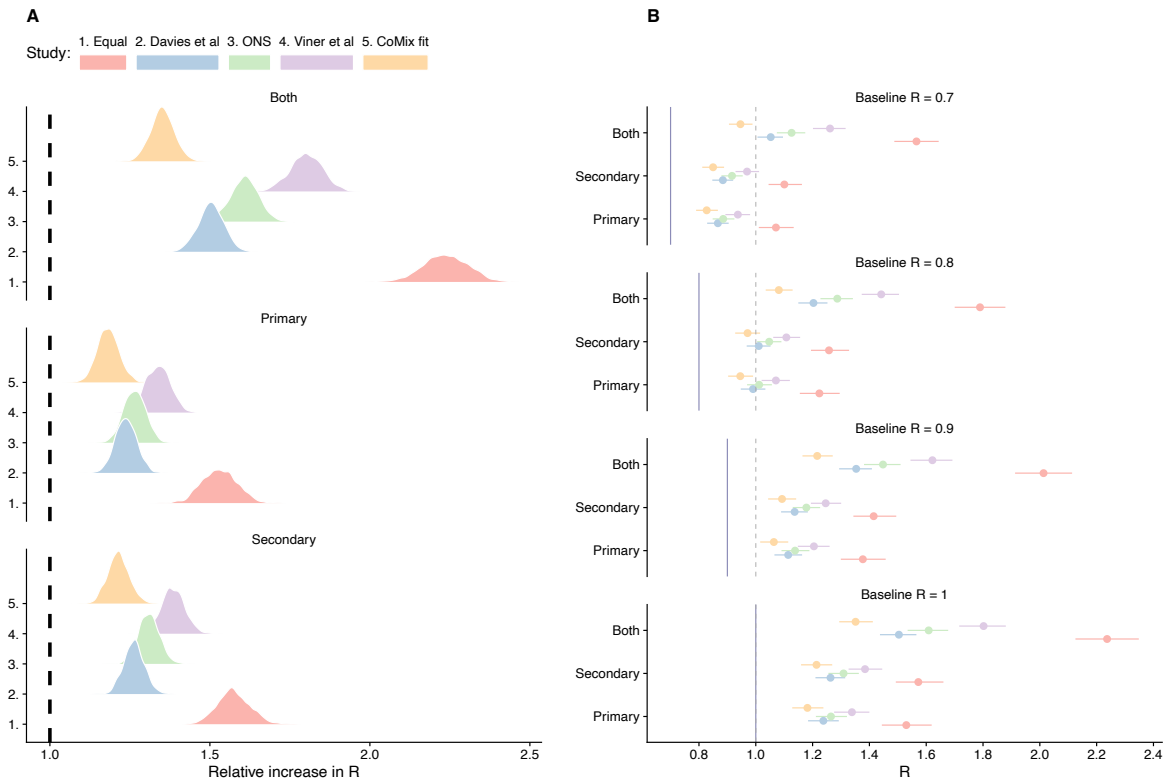 A
Study:
1. Equal 2. Davies et al 3. ONS 4. Viner et al 5. CoMix fit
Both
5.
4.
3.
2.
1.
Primary
5.
4.
3.
2.
1.
Secondary
5.
4.
3.
2.
1.
1.0 1.5 2.0 2.5
Relative increase in R
B
Baseline R = 0.7
Both
Secondary
Primary
Baseline R = 0.8
Both
Secondary
Primary
Baseline R = 0.9
Both
Secondary
Primary
Baseline R = 1
Both
Secondary
Primary
0.8 1.0 1.2 1.4 1.6 1.8 2.0 2.2 2.4
R